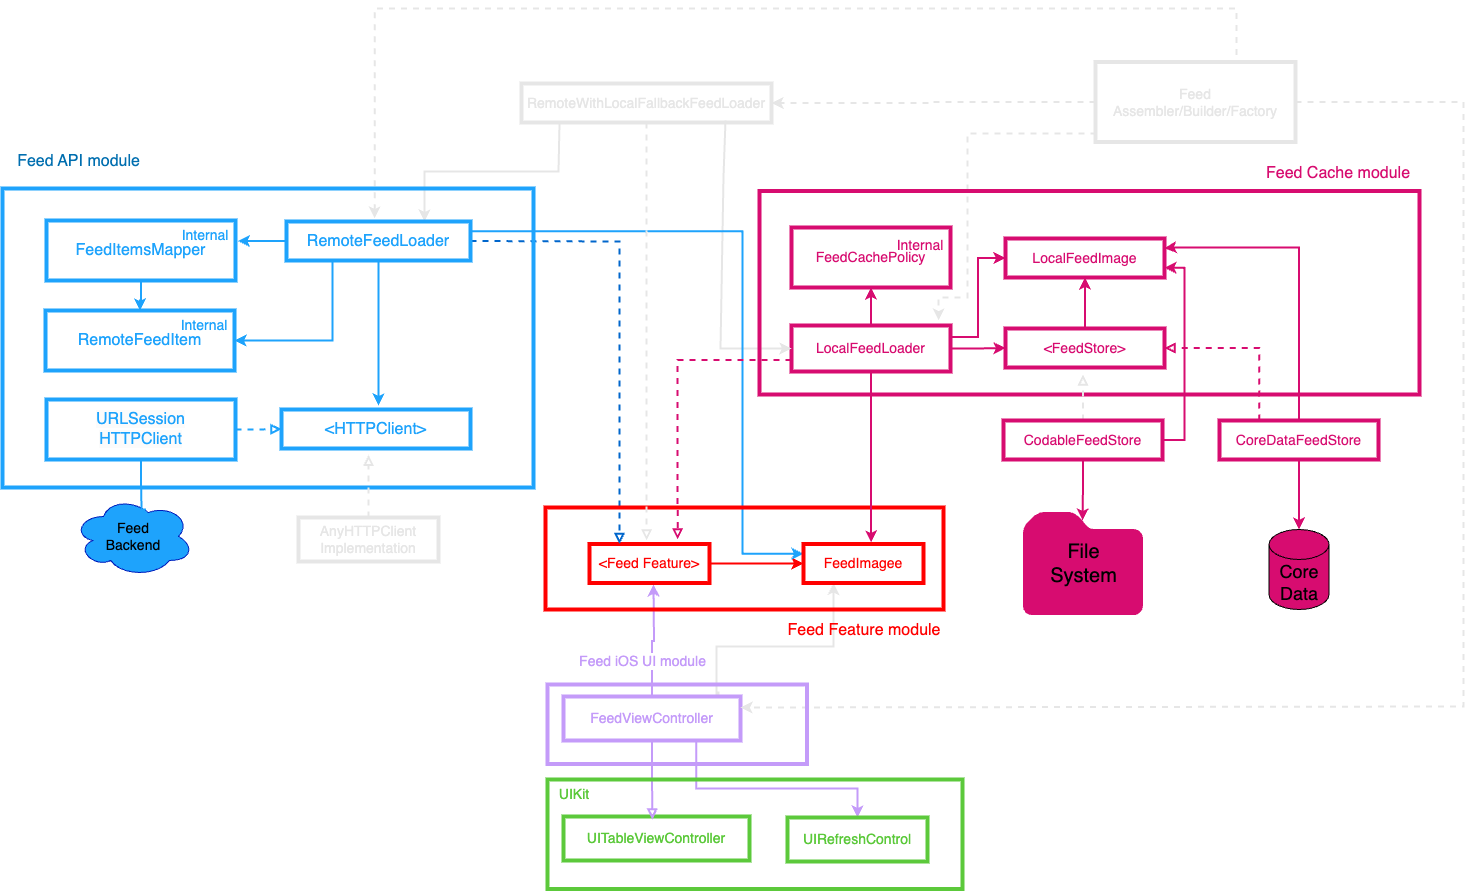 Feed
Assembler/Builder/Factory
RemoteWithLocalFallbackFeedLoader
Feed API module
Feed Cache module
Internal
FeedItemsMapper
RemoteFeedLoader
Internal
FeedCachePolicy
LocalFeedImage
Internal
RemoteFeedItem
LocalFeedLoader
<FeedStore>
URLSession
HTTPClient
<HTTPClient>
CodableFeedStore
CoreDataFeedStore
Feed
Backend
AnyHTTPClient
Implementation
<Feed Feature>
FeedImagee
File
System
Core
Data
Feed Feature module
Feed iOS UI module
FeedViewController
UIKit
UITableViewController
UIRefreshControl